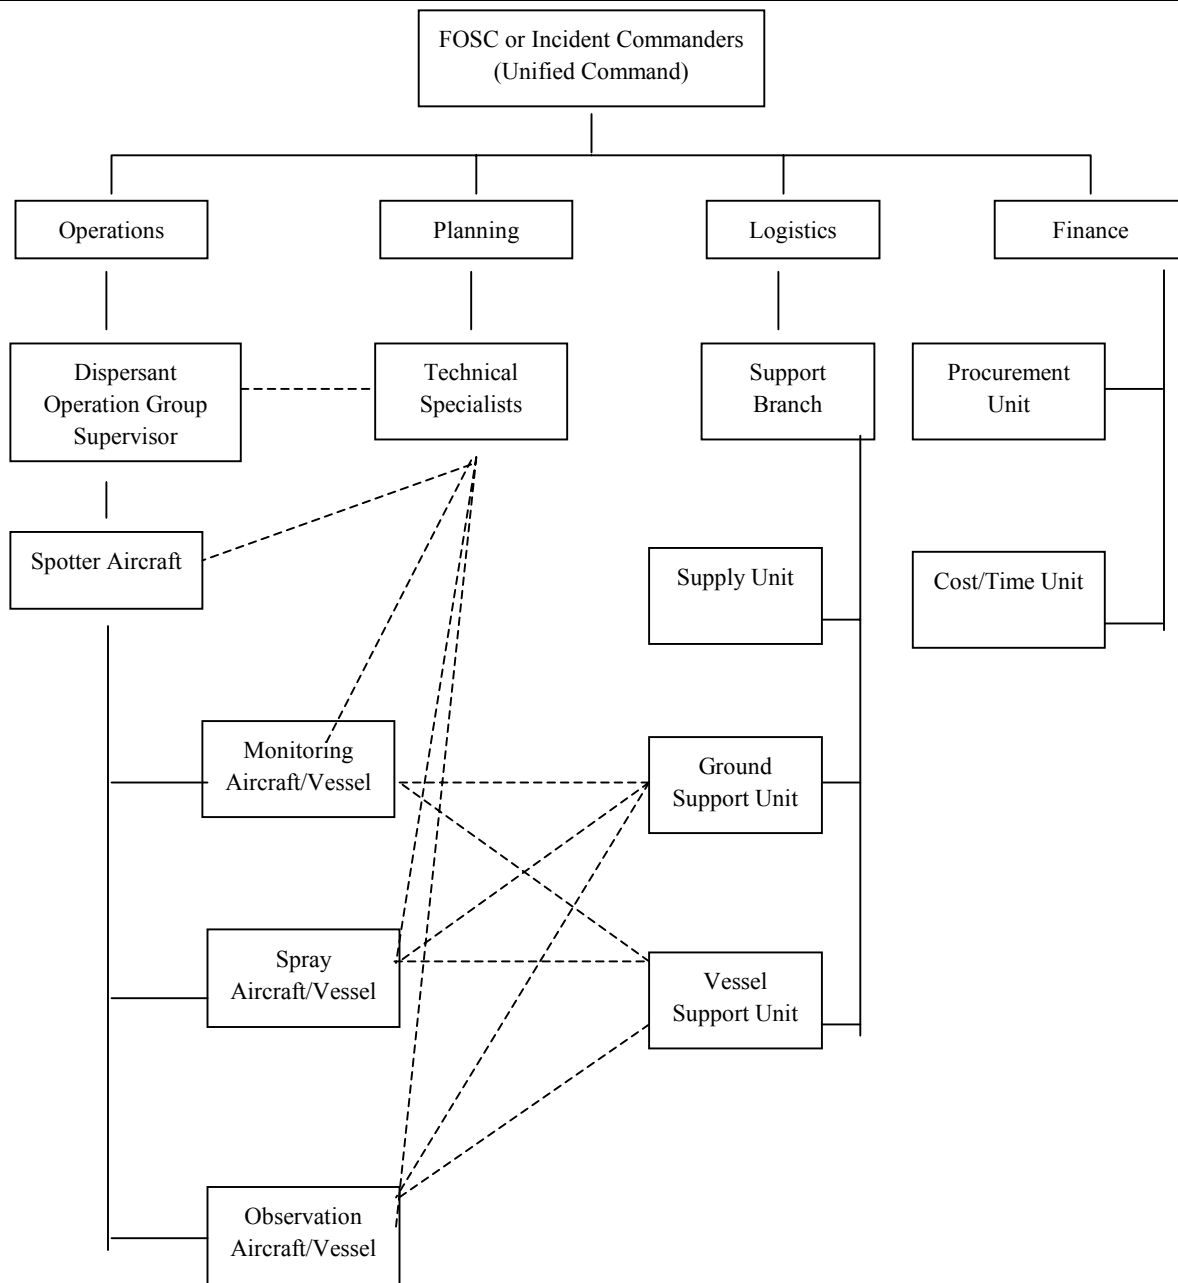 FOSC or Incident Commanders
(Unified Command)
Operations
Planning
Logistics
Finance
Dispersant
Operation Group
Supervisor
Technical
Specialists
Support
Branch
Procurement
Unit
Spotter Aircraft
Supply Unit
Cost/Time Unit
Monitoring
Aircraft/Vessel
Ground
Support Unit
Spray
Aircraft/Vessel
Vessel
Support Unit
Observation
Aircraft/Vessel